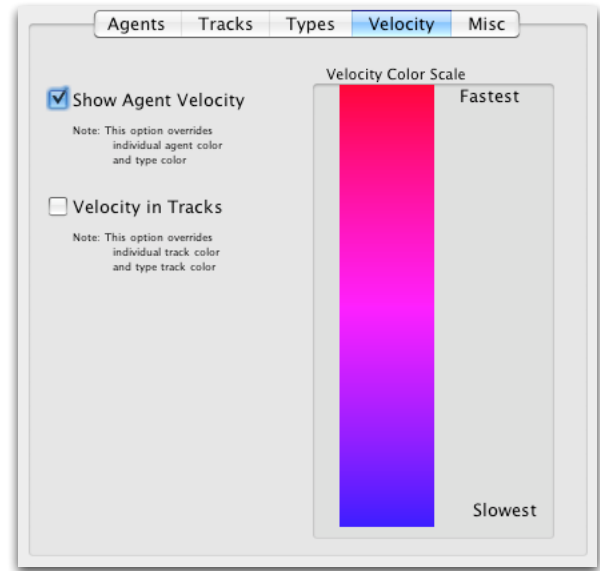 Agents Tracks Types Velocity Misc
Show Agent Velocity
Note: This option overrides
individual agent color
and type color
Velocity in Tracks
Note: This option overrides
individual track color
and type track color
Velocity Color Scale
Fastest
Slowest